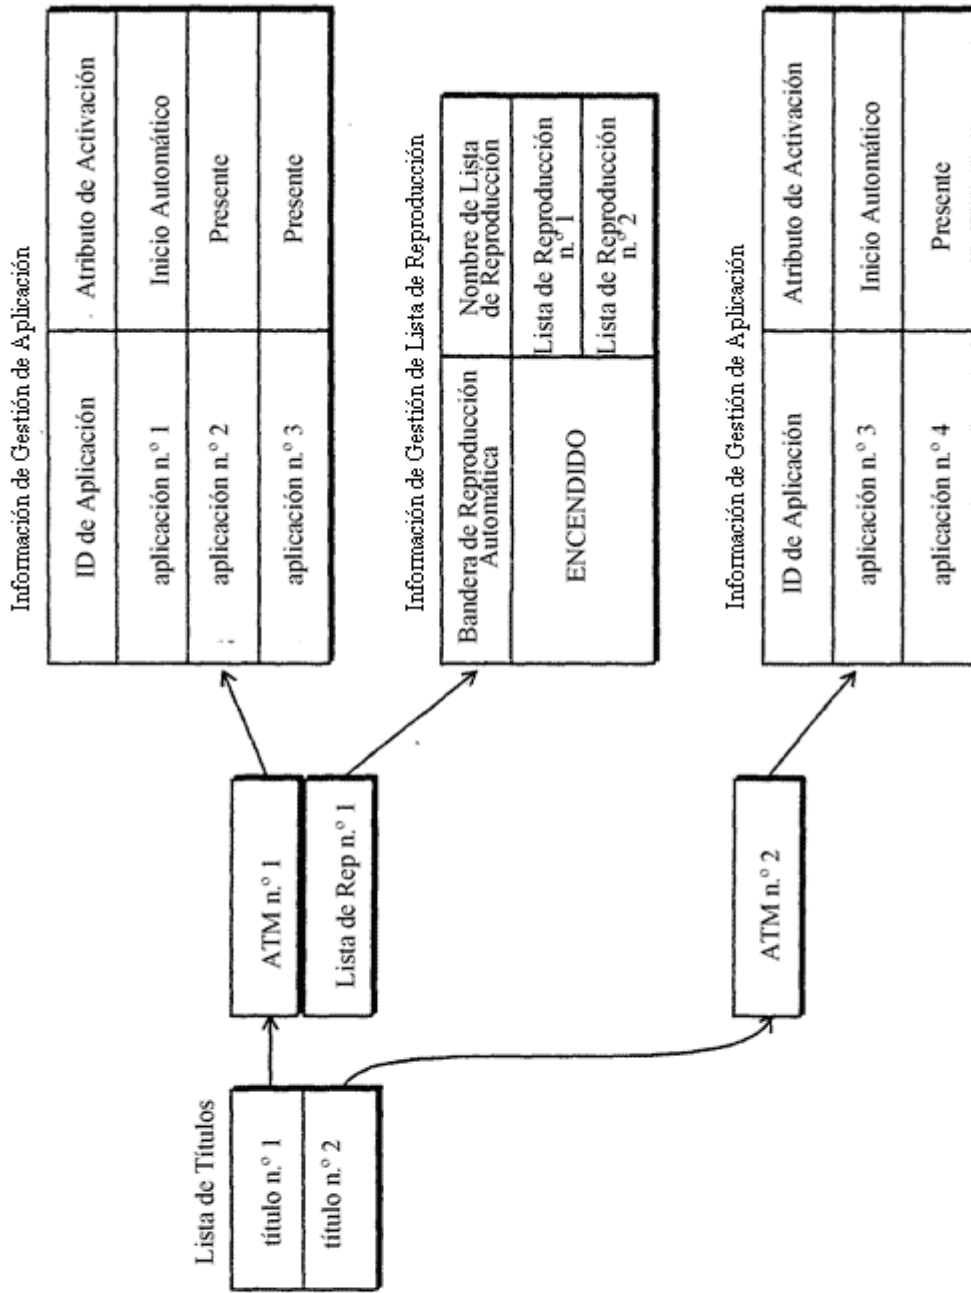 Lista de Títulos
título n.º 1
título n.º 2
ATM n.º 1
Lista de Rep n.º 1
ATM n.º 2
Información de Gestión de Aplicación
ID de Aplicación
Atributo de Activación
aplicación n.º 1
Inicio Automático
aplicación n.º 2
Presente
aplicación n.º 3
Presente
Información de Gestión de Lista de Reproducción
Bandera de Reproducción
Automática
Nombre de Lista
de Reproducción
ENCENDIDO
Lista de Reproducción
n.º 1
Lista de Reproducción
n.º 2
Información de Gestión de Aplicación
ID de Aplicación
Atributo de Activación
aplicación n.º 3
Inicio Automático
aplicación n.º 4
Presente